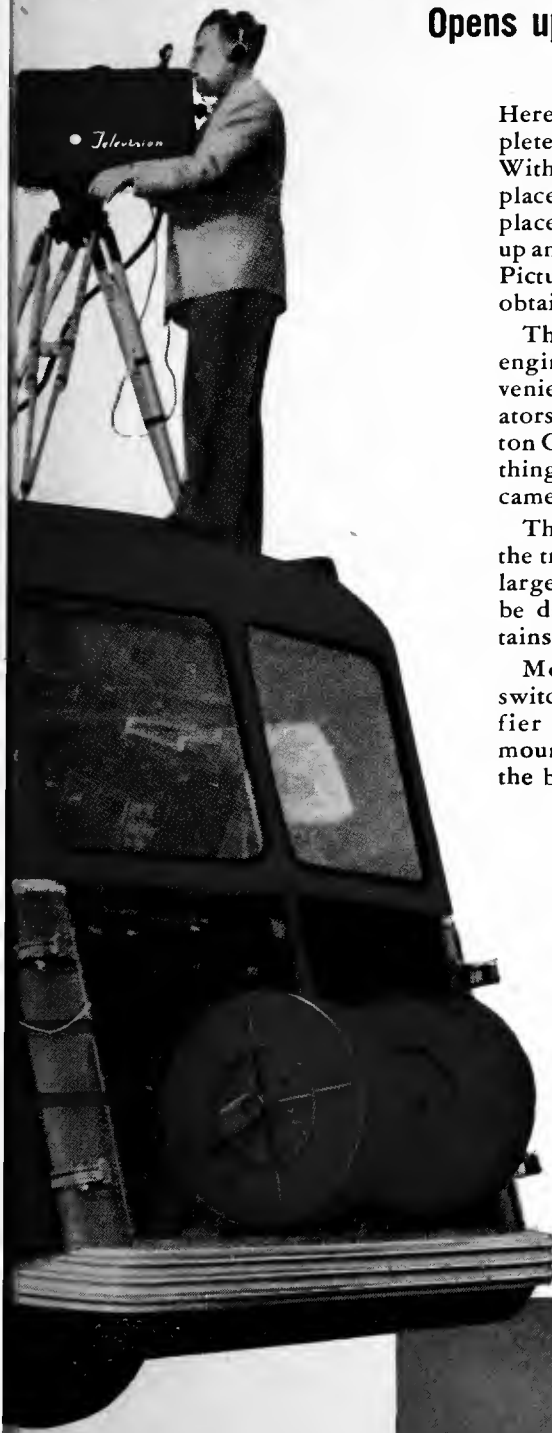 Opens up
Television
Here
plete
With
place
place
up an
Pictu
obtai
Th
engin
venie
ators
ton C
thing
came
Th
the tr
large
be d
tains
Mo
switc
fier
moun
the b